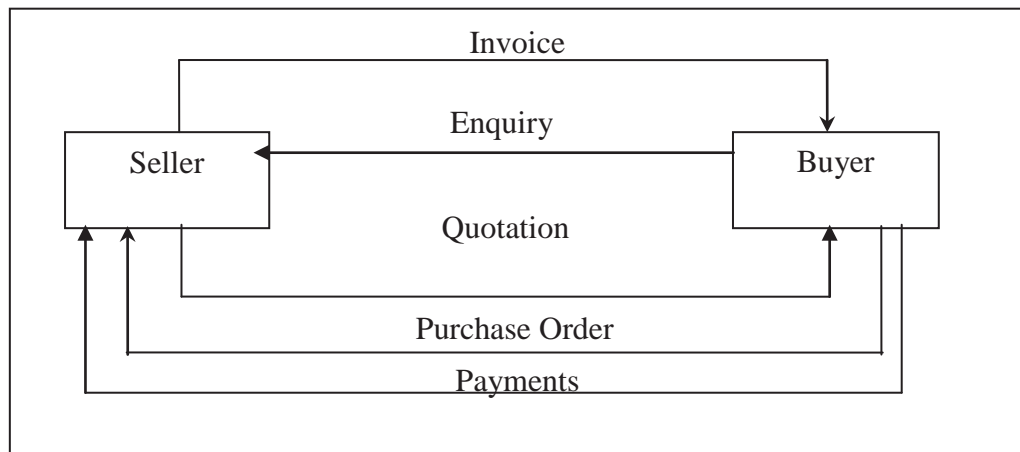 Invoice
Enquiry
Seller
Buyer
Quotation
Purchase Order
Payments